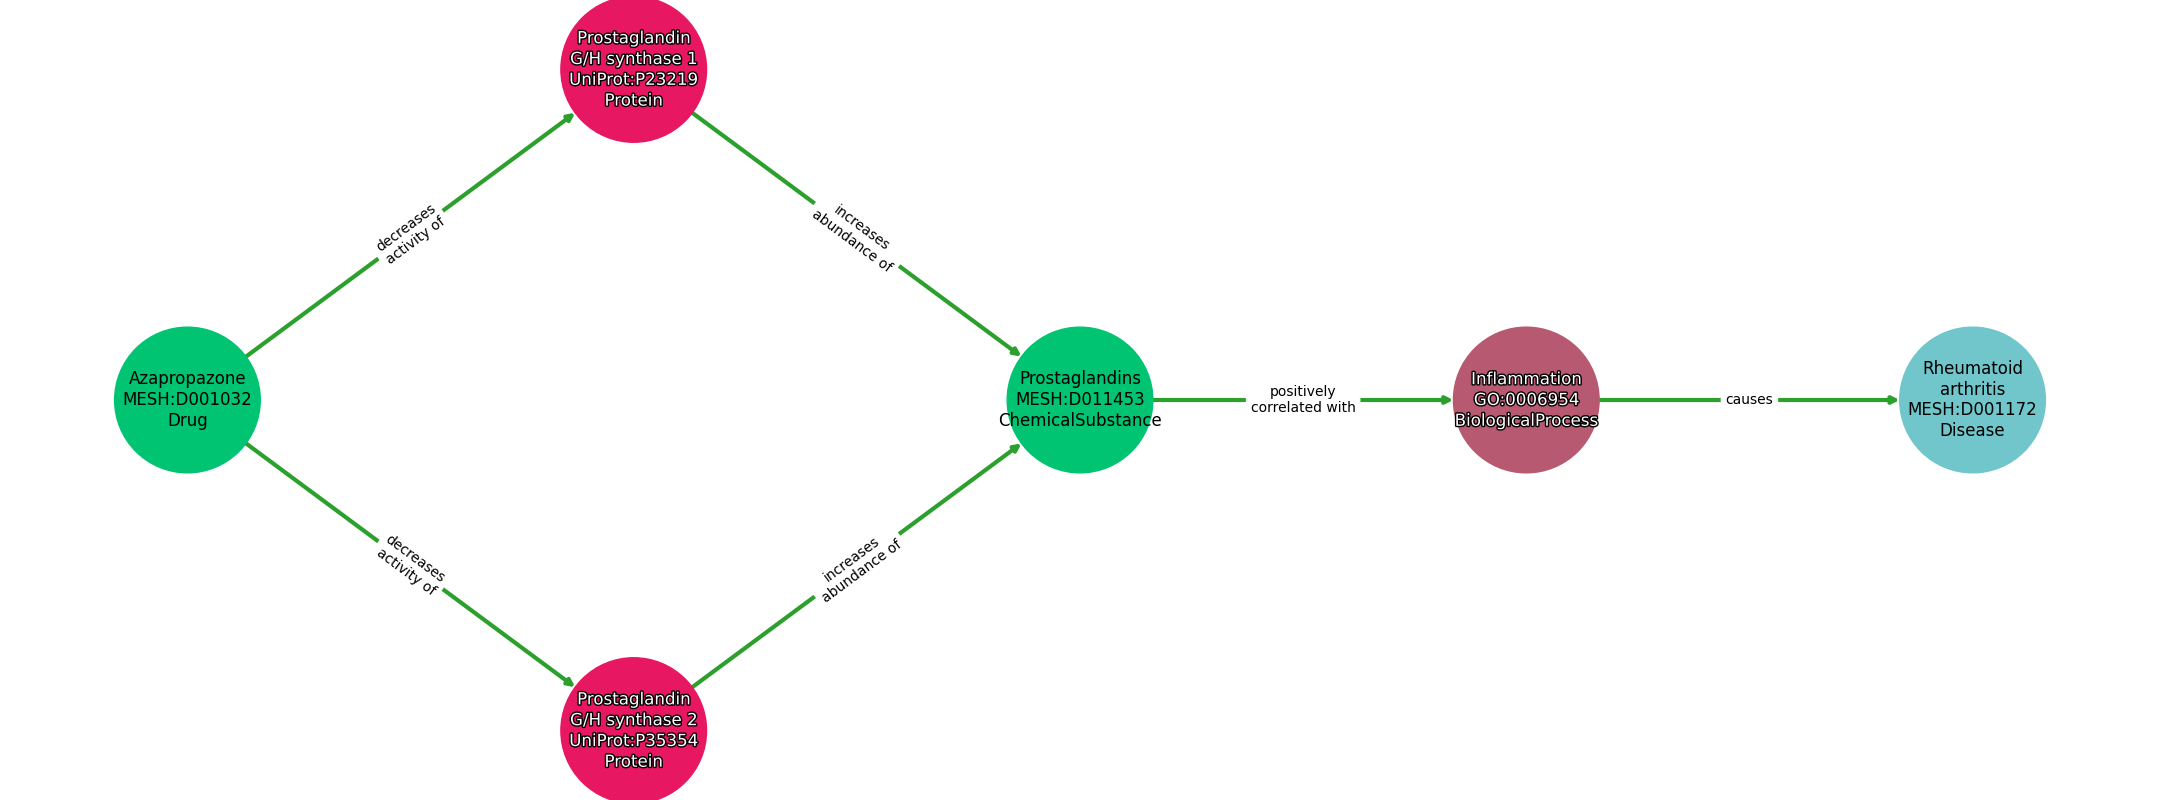 Prostaglandin
G/H synthase 1
UniProt:P23219
Protein
decreases
activity of
increases
abundance of
Azapropazone
MESH:D001032
Drug
Prostaglandins
MESH:D011453
ChemicalSubstance
positively
correlated with
Inflammation
GO:0006954
BiologicalProcess
causes
Rheumatoid
arthritis
MESH:D001172
Disease
decreases
activity of
increases
abundance of
Prostaglandin
G/H synthase 2
UniProt:P35354
Protein